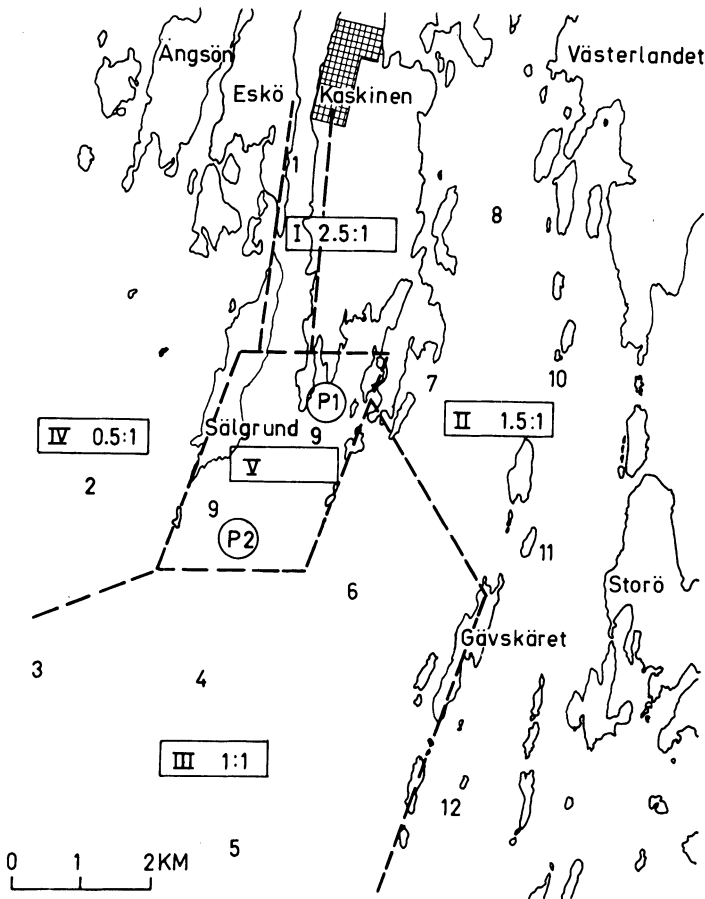 Ängsön
Västerlandet
Eskö
Kaskinen
1
8
I 2.5:1
7
10
P1
IV 0.5:1
Sälgrund
9
II 1.5:1
V
2
9
P2
11
6
Storö
Gävskäret
3
4
III 1:1
12
5
0 1 2 KM